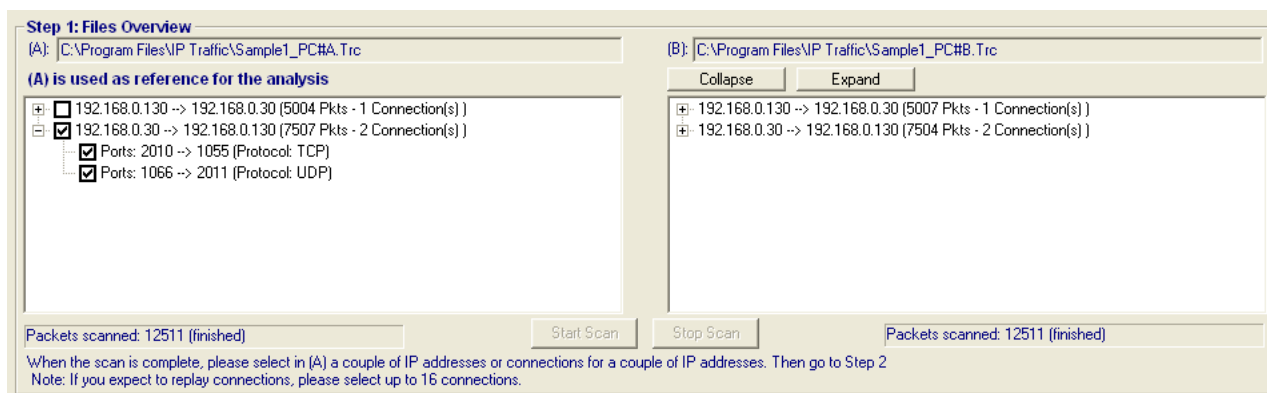 Step 1: Files Overview
(A): C:\Program Files\IP Traffic\Sample1_PC#A.Trc
(B): C:\Program Files\IP Traffic\Sample1_PC#B.Trc
(A) is used as reference for the analysis
Collapse Expand
192.168.0.130 --> 192.168.0.30 (5004 Pkts - 1 Connection(s) )
192.168.0.30 --> 192.168.0.130 (7507 Pkts - 2 Connection(s) )
Ports: 2010 --> 1055 (Protocol: TCP)
Ports: 1066 --> 2011 (Protocol: UDP)
192.168.0.130 --> 192.168.0.30 (5007 Pkts - 1 Connection(s) )
192.168.0.30 --> 192.168.0.130 (7504 Pkts - 2 Connection(s) )
Packets scanned: 12511 (finished)
Start Scan Stop Scan
Packets scanned: 12511 (finished)
When the scan is complete, please select in (A) a couple of IP addresses or connections for a couple of IP addresses. Then go to Step 2
Note: If you expect to replay connections, please select up to 16 connections.